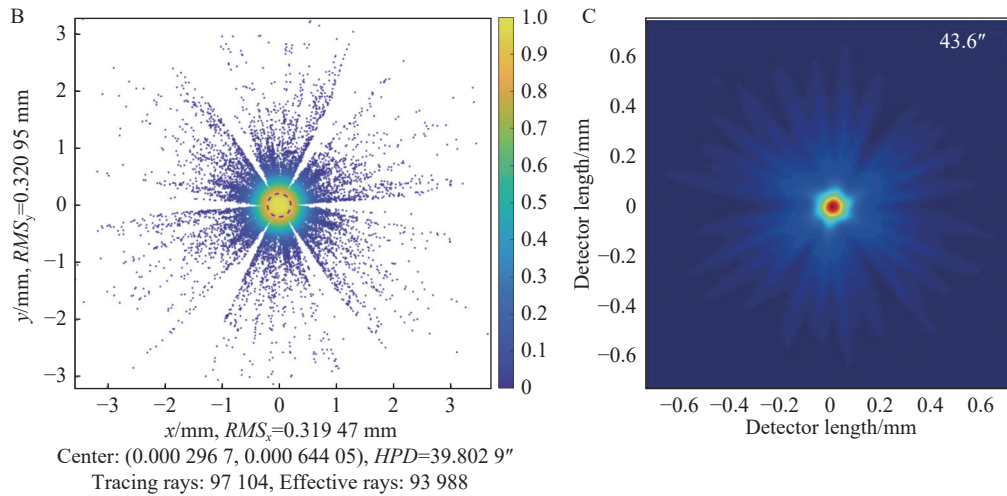 B
3
2
1
0
−1
−2
−3
y/mm, RMSy=0.320 95 mm
−3 −2 −1 0 1 2 3
x/mm, RMSx=0.319 47 mm
Center: (0.000 296 7, 0.000 644 05), HPD=39.802 9″
Tracing rays: 97 104, Effective rays: 93 988
1.0
0.9
0.8
0.7
0.6
0.5
0.4
0.3
0.2
0.1
0
C
43.6″
0.6
0.4
0.2
0
−0.2
−0.4
−0.6
Detector length/mm
−0.6 −0.4 −0.2 0 0.2 0.4 0.6
Detector length/mm